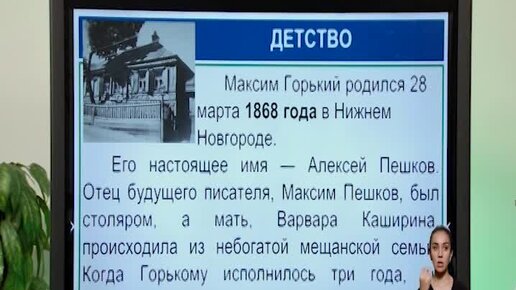 ДЕТСТВО
Максим Горький родился 28
марта 1868 года в Нижнем
Новгороде.
Его настоящее имя — Алексей Пешков.
Отец будущего писателя, Максим Пешков, был
столяром, а мать, Варвара Каширина,
происходила из небогатой мещанской семьи.
Когда Горькому исполнилось три года,